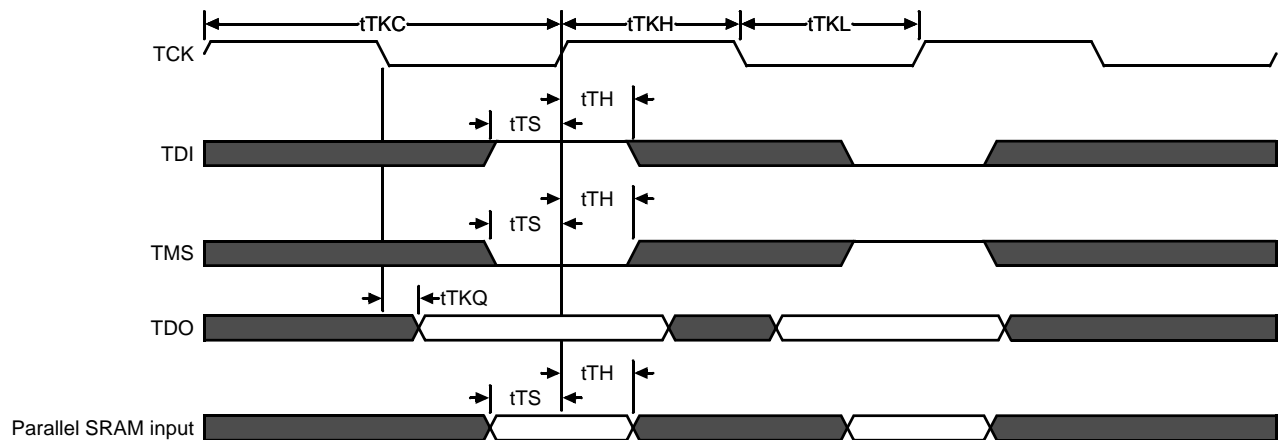 tTKC tTKH tTKL
TCK
tTH
tTS
TDI
tTH
tTS
TMS
tTKQ
TDO
tTH
tTS
Parallel SRAM input